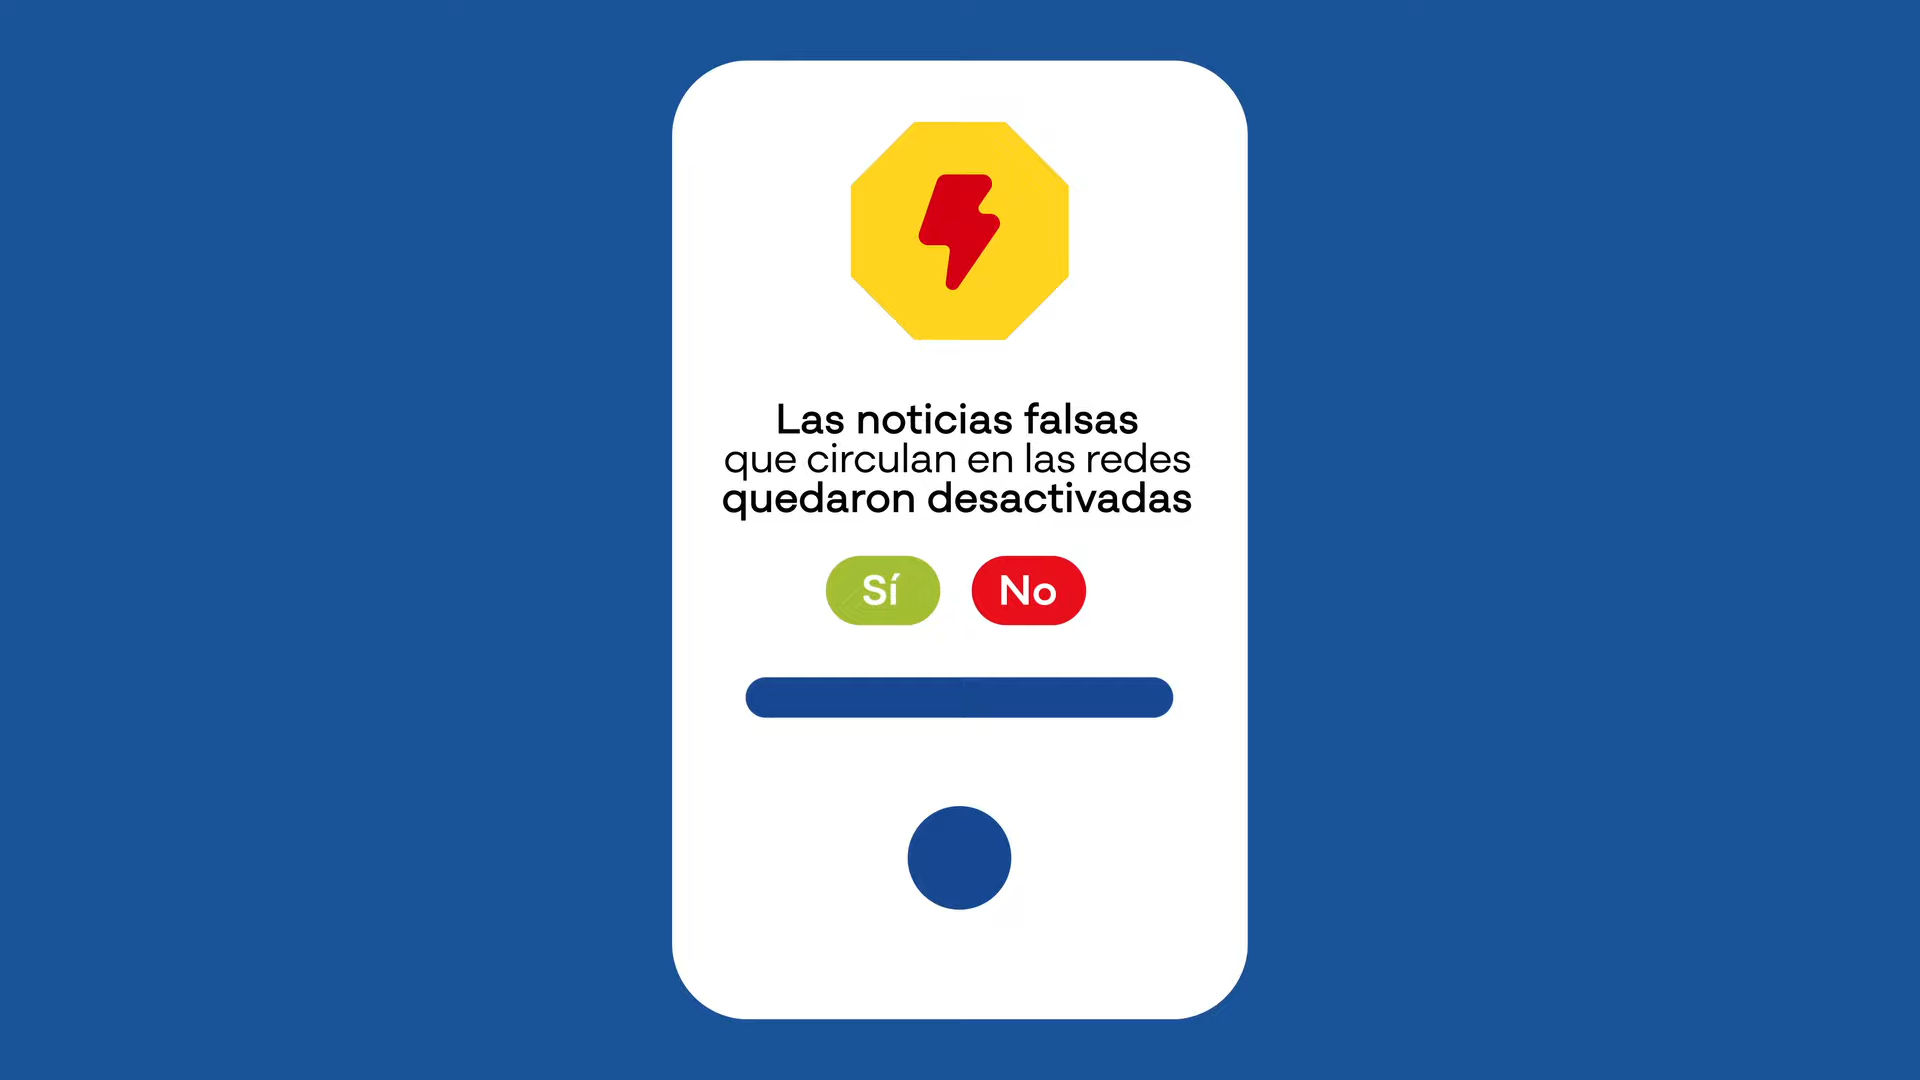 Las noticias falsas
que circulan en las redes
quedaron desactivadas
Sí No